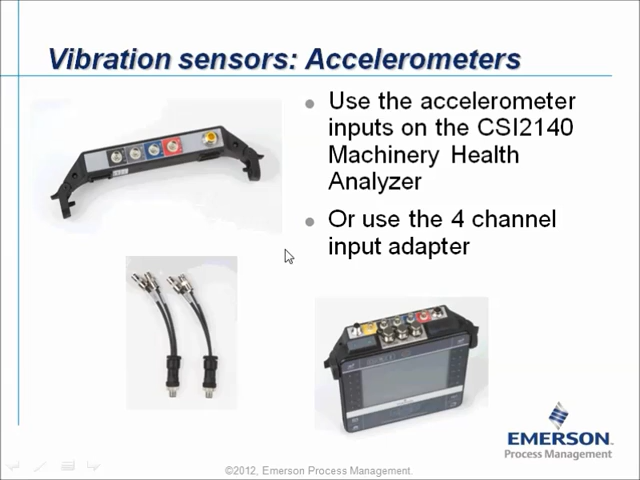 Vibration sensors: Accelerometers
Use the accelerometer
inputs on the CSI2140
Machinery Health
Analyzer
Or use the 4 channel
input adapter
EMERSON
Process Management
©2012, Emerson Process Management.